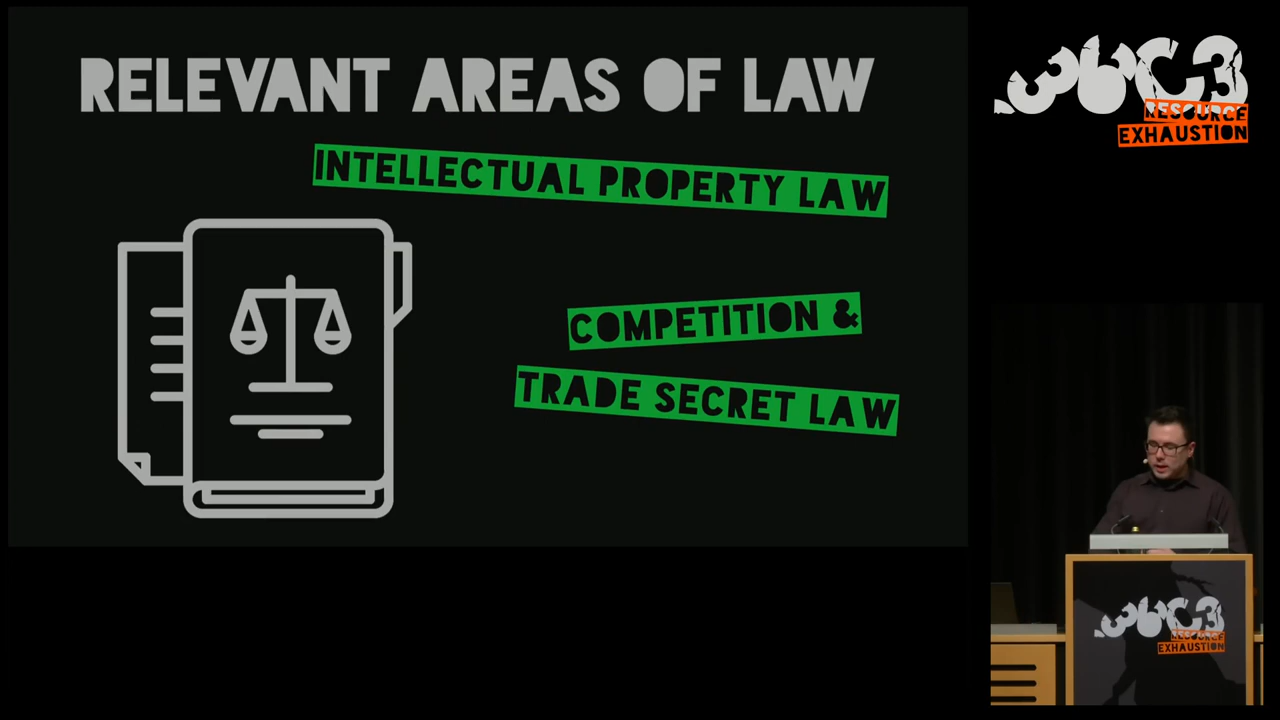 RELEVANT AREAS OF LAW
INTELLECTUAL PROPERTY LAW
COMPETITION &
TRADE SECRET LAW
36C3
RESOURCE
EXHAUSTION
36C3
RESOURCE
EXHAUSTION